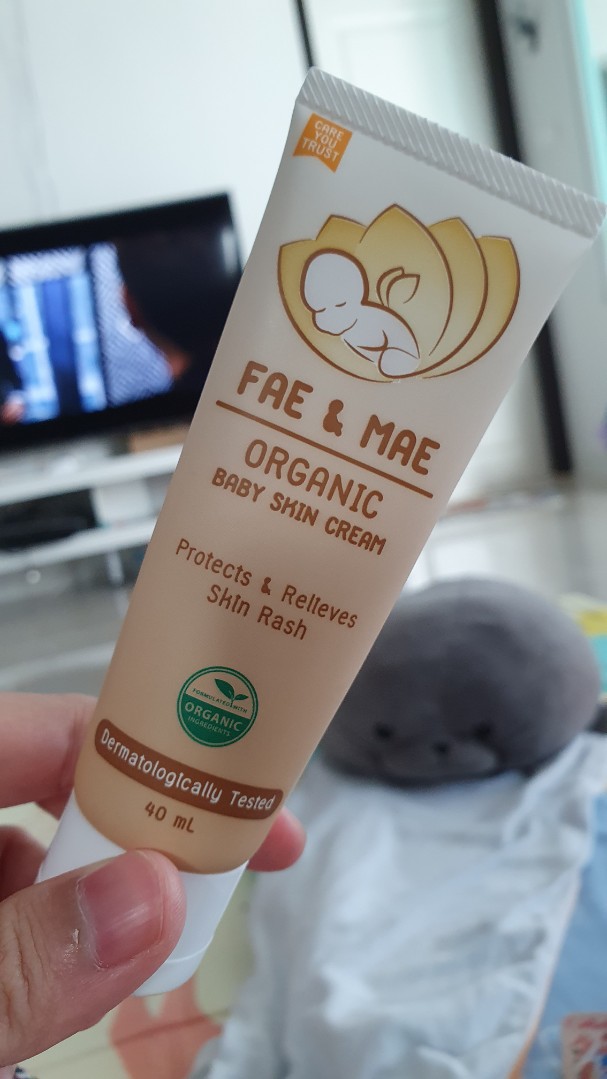 CARE
YOU
TRUST
FAE & MAE
ORGANIC
BABY SKIN CREAM
Protects & Relieves
Skin Rash
FORMULATED WITH
ORGANIC
INGREDIENTS
Dermatologically Tested
40 mL